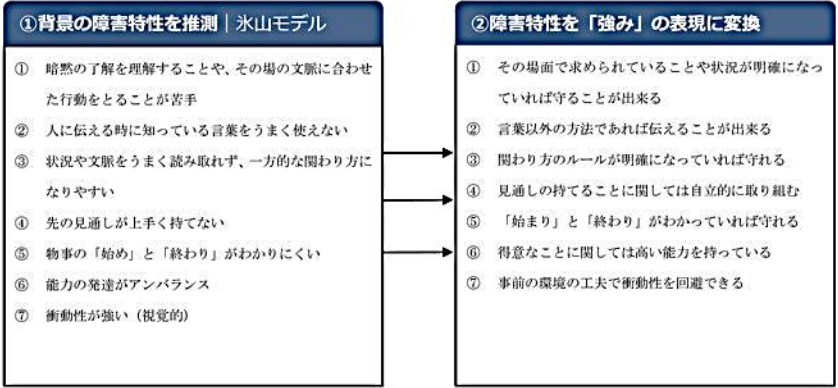 ①背景の障害特性を推測｜氷山モデル
① 暗黙の了解を理解することや、その場の文脈に合わせ
た行動をとることが苦手
② 人に伝える時に知っている言葉をうまく使えない
③ 状況や文脈をうまく読み取れず、一方的な関わり方に
なりやすい
④ 先の見通しが上手く持てない
⑤ 物事の「始め」と「終わり」がわかりにくい
⑥ 能力の発達がアンバランス
⑦ 衝動性が強い（視覚的）
②障害特性を「強み」の表現に変換
① その場面で求められていることや状況が明確になっ
ていれば守ることが出来る
② 言葉以外の方法であれば伝えることが出来る
③ 関わり方のルールが明確になっていれば守れる
④ 見通しの持てることに関しては自立的に取り組む
⑤ 「始まり」と「終わり」がわかっていれば守れる
⑥ 得意なことに関しては高い能力を持っている
⑦ 事前の環境の工夫で衝動性を回避できる